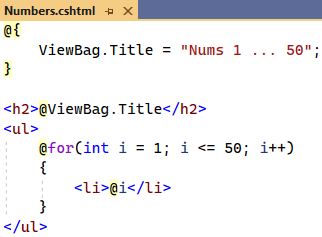 Numbers.cshtml
@{
    ViewBag.Title = "Nums 1 ... 50";
}
<h2>@ViewBag.Title</h2>
<ul>
    @for(int i = 1; i <= 50; i++)
    {
        <li>@i</li>
    }
</ul>